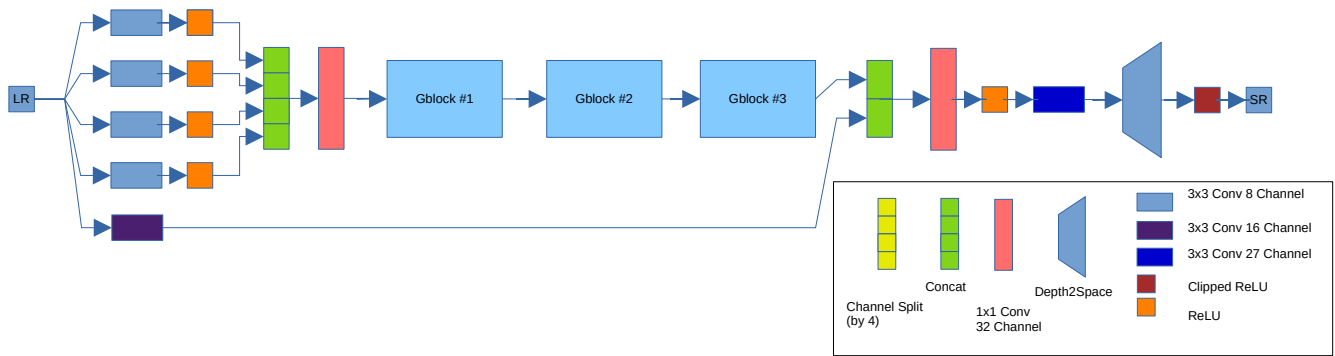 LR
Gblock #1
Gblock #2
Gblock #3
SR
3x3 Conv 8 Channel
3x3 Conv 16 Channel
3x3 Conv 27 Channel
Clipped ReLU
ReLU
Channel Split
(by 4)
Concat
1x1 Conv
32 Channel
Depth2Space